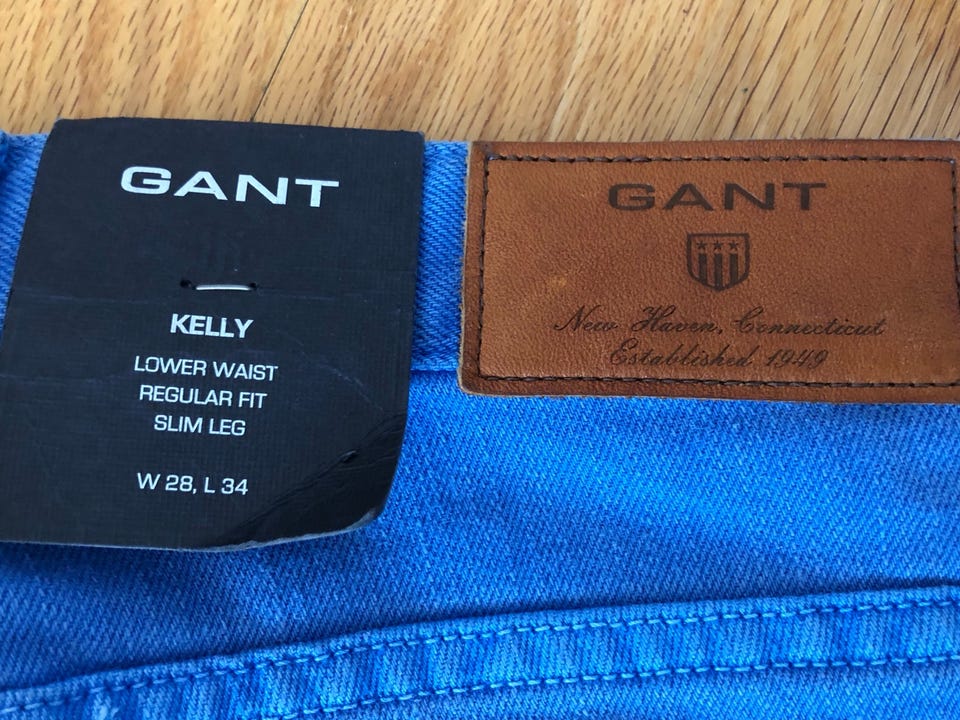 GANT
KELLY
LOWER WAIST
REGULAR FIT
SLIM LEG
W 28, L 34
GANT
New Haven, Connecticut
Established 1949